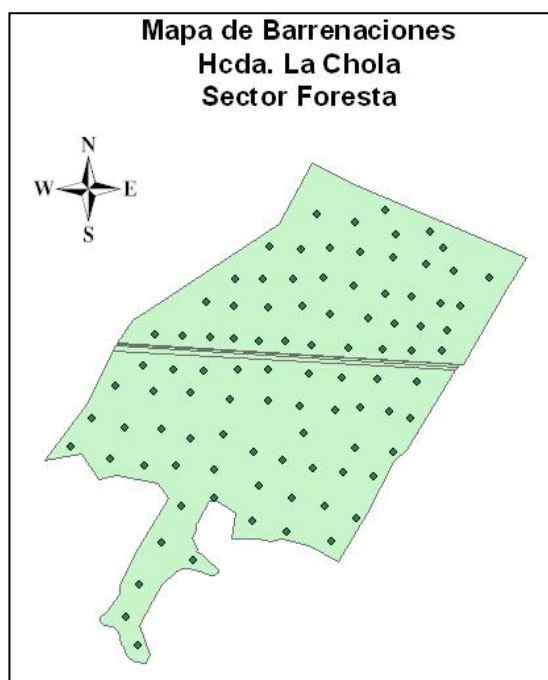 Mapa de Barrenaciones
Hcda. La Chola
Sector Foresta
N
W E
S